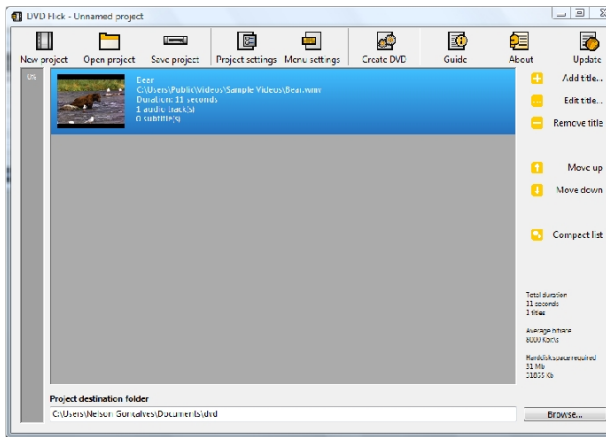 DVD Flick - Unnamed project
New project Open project Save project Project settings Menu settings Create DVD Guide About Update
0%
Bear
C:\Users\Public\Videos\Sample Videos\Bear.wmv
Duration: 11 seconds
1 audio track(s)
0 subtitle(s)
Add title...
Edit title...
Remove title
Move up
Move down
Compact list
Total duration
11 seconds
1 titles
Average bitrate
8000 Kbit/s
Harddisk space required
31 Mb
31855 Kb
Project destination folder
C:\Users\Nelson Gonçalves\Documents\dvd
Browse...